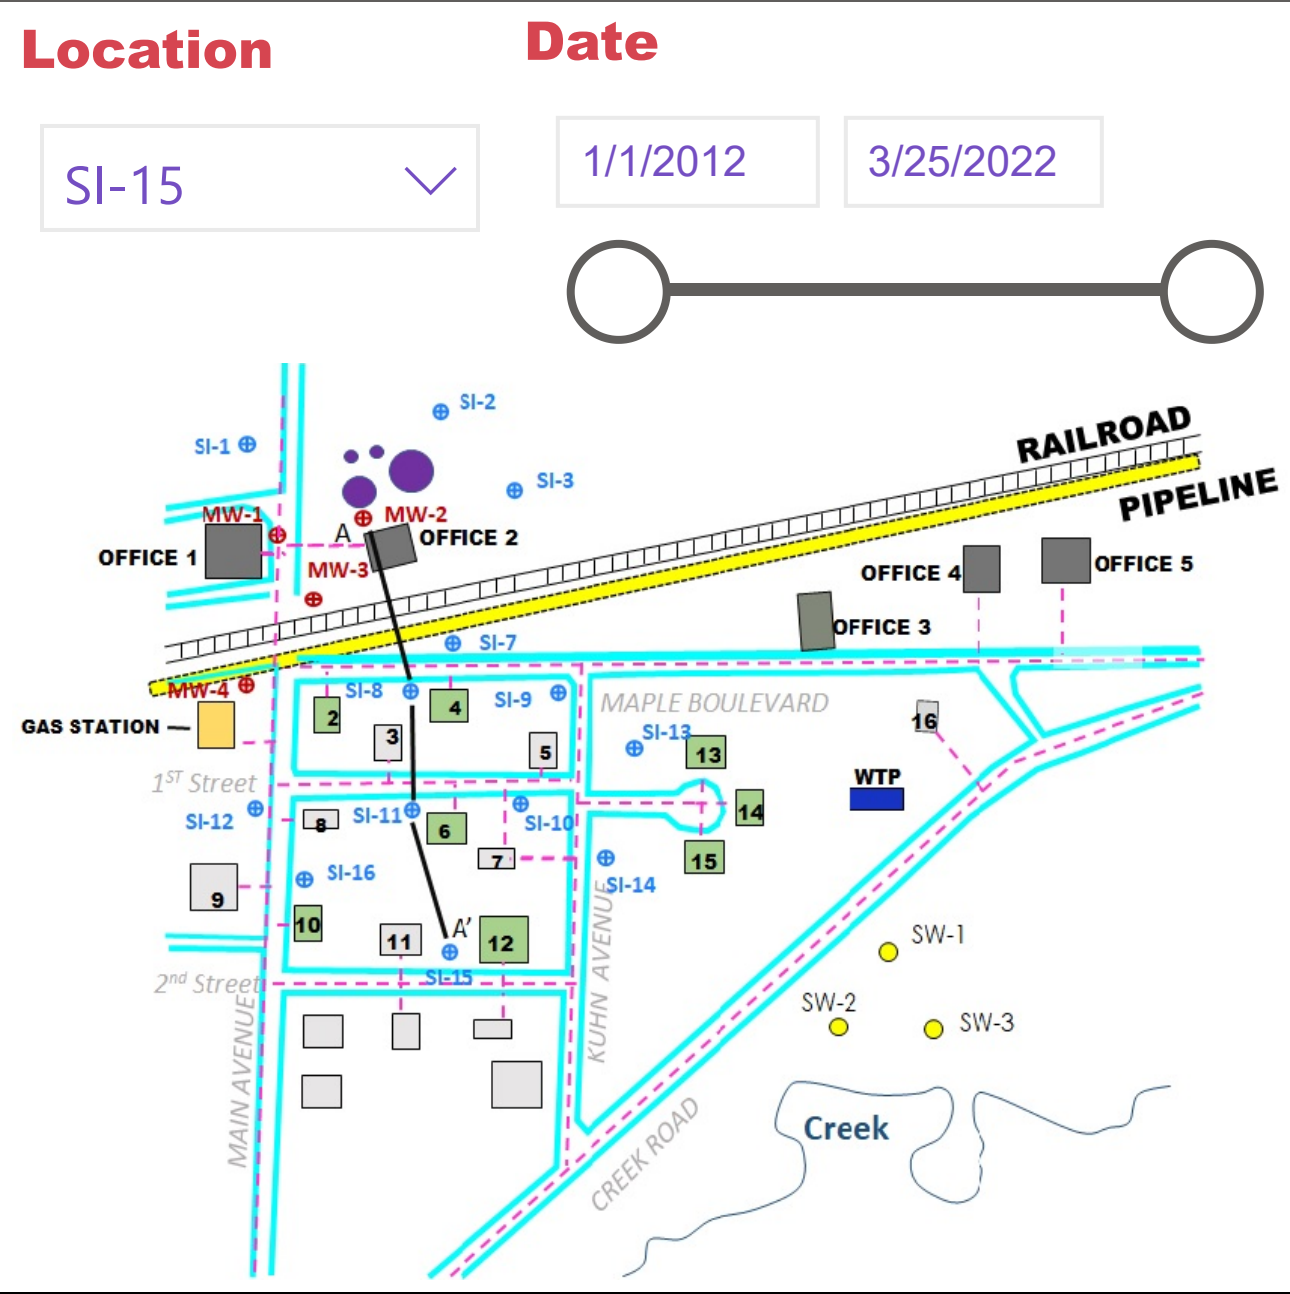 Location
Date
SI-15
1/1/2012
3/25/2022
SI-2
RAILROAD
SI-1
SI-3
PIPELINE
MW-1
MW-2
A
OFFICE 2
OFFICE 1
MW-3
OFFICE 4
OFFICE 5
OFFICE 3
SI-7
MW-4
SI-8
SI-9
MAPLE BOULEVARD
2
4
16
GAS STATION
3
5
SI-13
13
1ST Street
WTP
SI-12
8
SI-11
6
SI-10
14
7
15
SI-16
SI-14
9
10
11
A’
12
SW-1
SI-15
2nd Street
SW-2
SW-3
KUHN AVENUE
MAIN AVENUE
Creek
CREEK ROAD